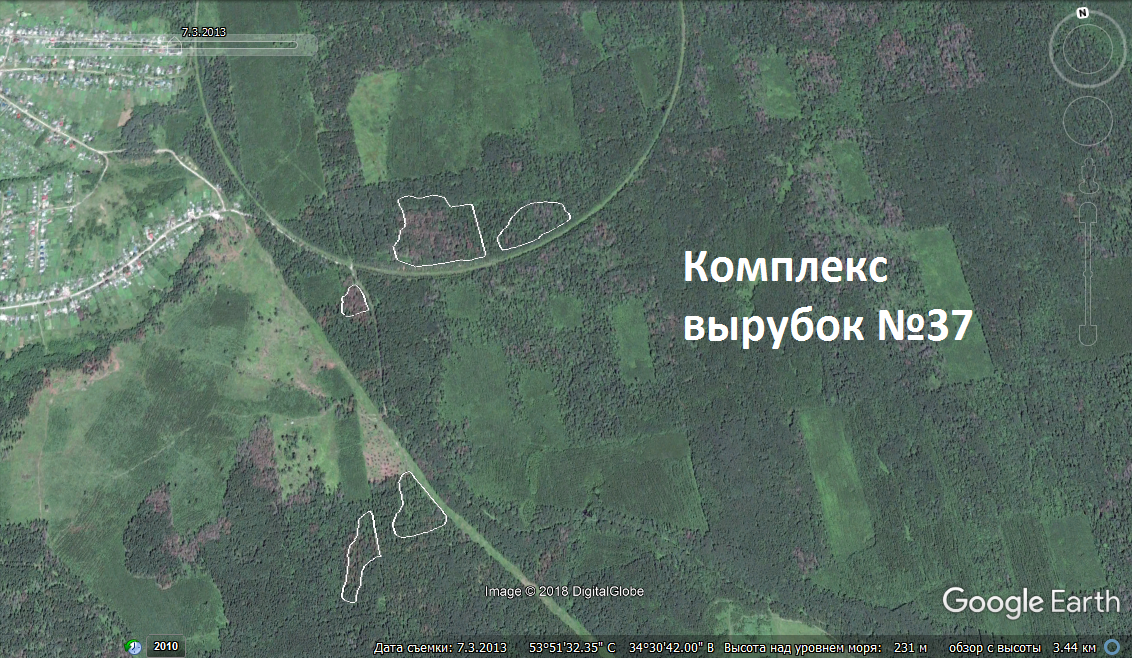 7.3.2013
N
Комплекс
вырубок №37
Image © 2018 DigitalGlobe
Google Earth
2010
Дата съемки: 7.3.2013 53°51'32.35" С 34°30'42.00" В Высота над уровнем моря: 231 м обзор с высоты 3.44 км